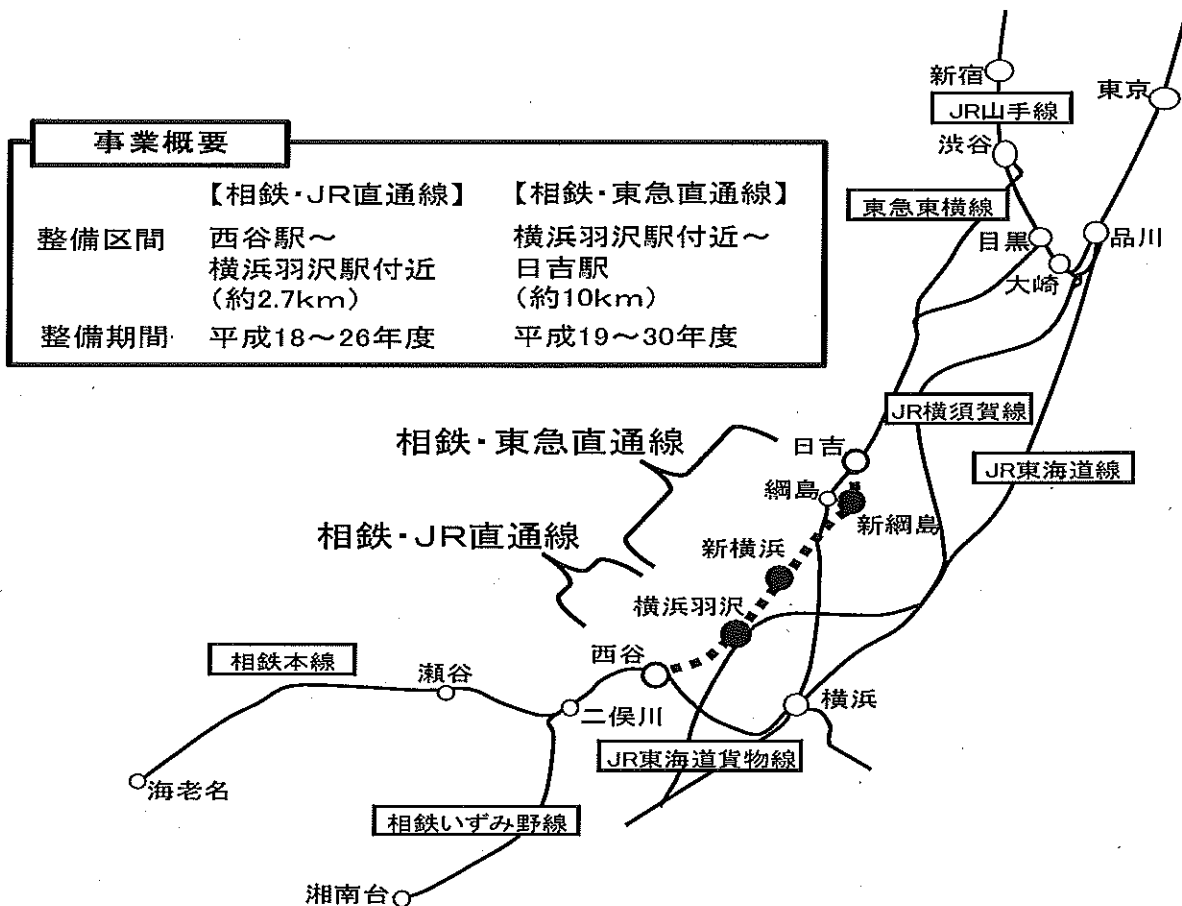 新宿
東京
JR山手線
事業概要
渋谷
【相鉄・JR直通線】 【相鉄・東急直通線】
東急東横線
整備区間 西谷駅～ 横浜羽沢駅付近～
横浜羽沢駅付近 日吉駅
(約2.7km) (約10km)
目黒
品川
大崎
整備期間 平成18～26年度 平成19～30年度
JR横須賀線
相鉄・東急直通線
日吉
JR東海道線
綱島
新綱島
相鉄・JR直通線
新横浜
横浜羽沢
相鉄本線
瀬谷
西谷
二俣川
横浜
JR東海道貨物線
海老名
相鉄いずみ野線
湘南台